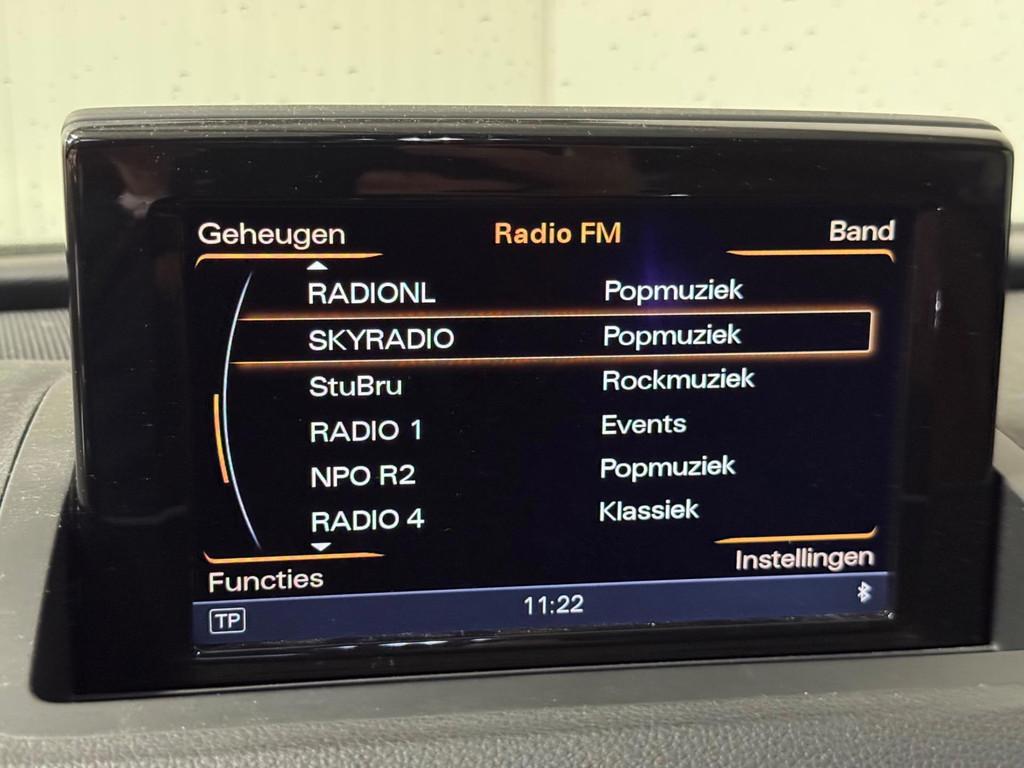 Geheugen Radio FM Band
RADIONL Popmuziek
SKYRADIO Popmuziek
StuBru Rockmuziek
RADIO 1 Events
NPO R2 Popmuziek
RADIO 4 Klassiek
Functies Instellingen
TP 11:22